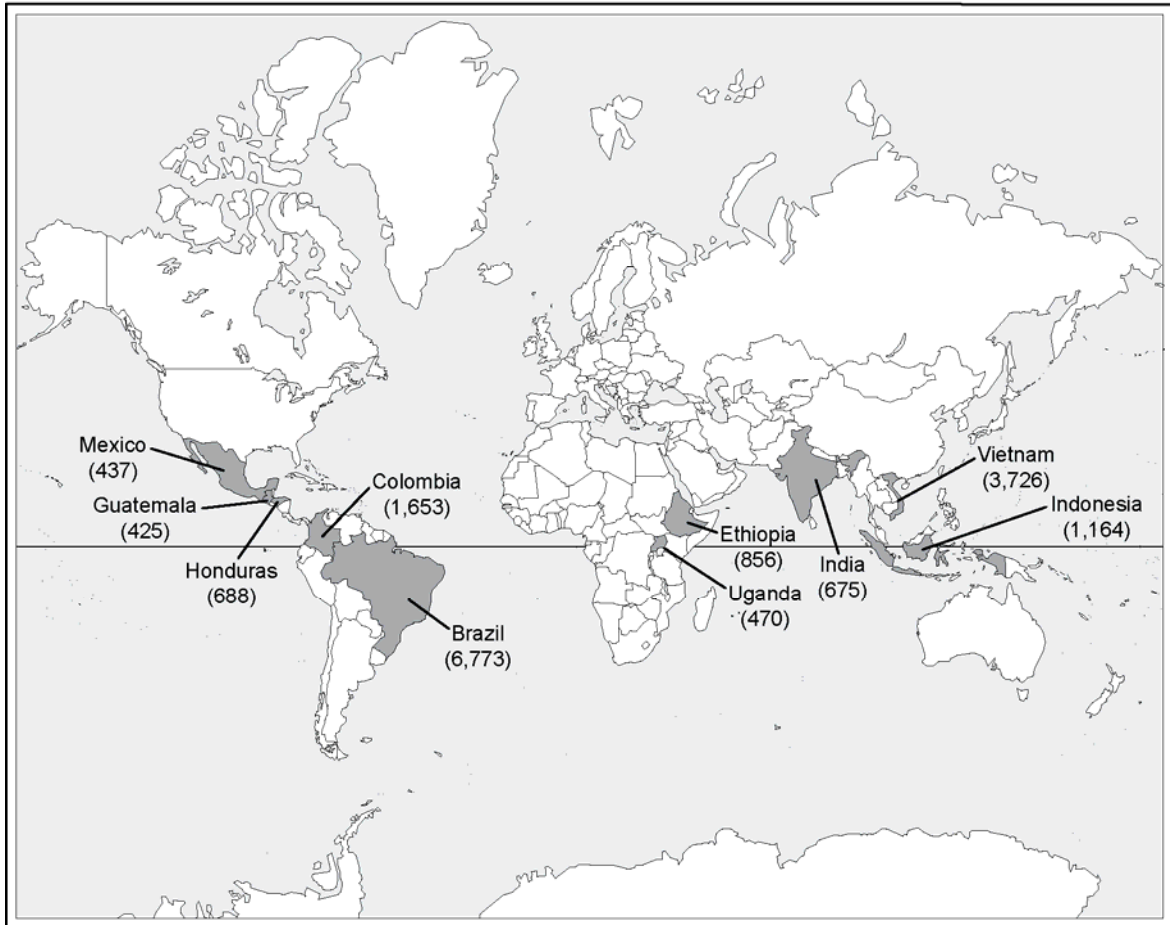 Mexico
(437)
Guatemala
(425)
Honduras
(688)
Colombia
(1,653)
Brazil
(6,773)
Ethiopia
(856)
Uganda
(470)
India
(675)
Vietnam
(3,726)
Indonesia
(1,164)